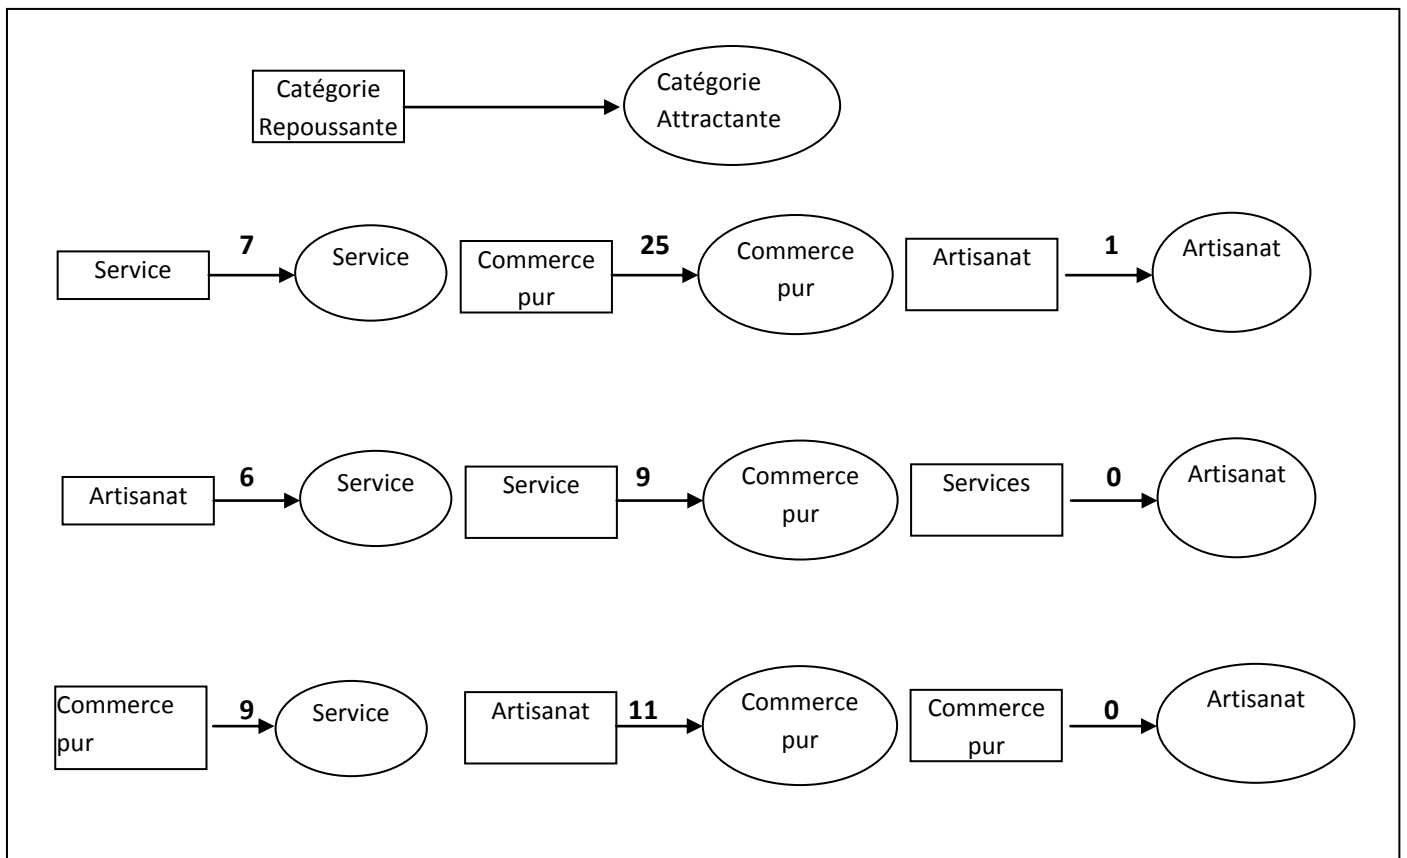 Catégorie
Repoussante
Catégorie
Attractante
Service
7
Service
Commerce
pur
25
Commerce
pur
Artisanat
1
Artisanat
Artisanat
6
Service
Service
9
Commerce
pur
Services
0
Artisanat
Commerce
pur
9
Service
Artisanat
11
Commerce
pur
Commerce
pur
0
Artisanat